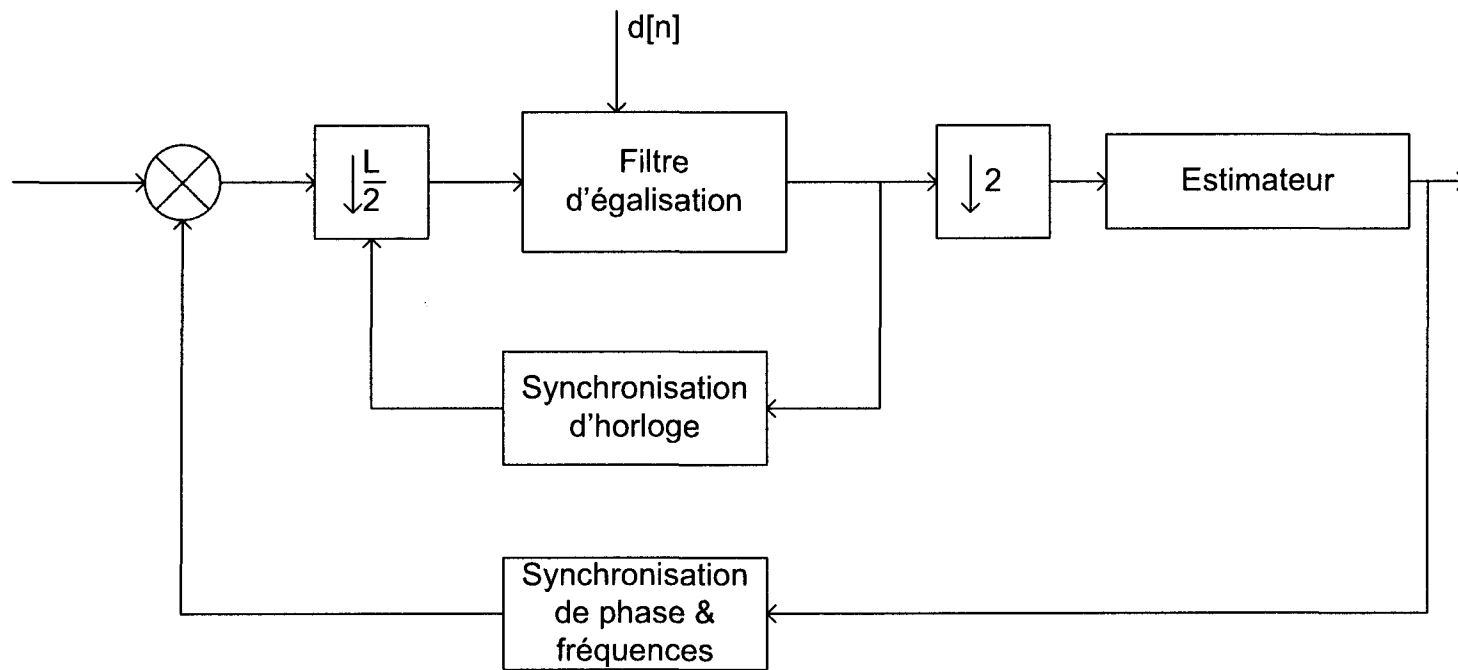 d[n]
L
2
Filtre
d'égalisation
2
Estimateur
Synchronisation
d'horloge
Synchronisation
de phase &
fréquences